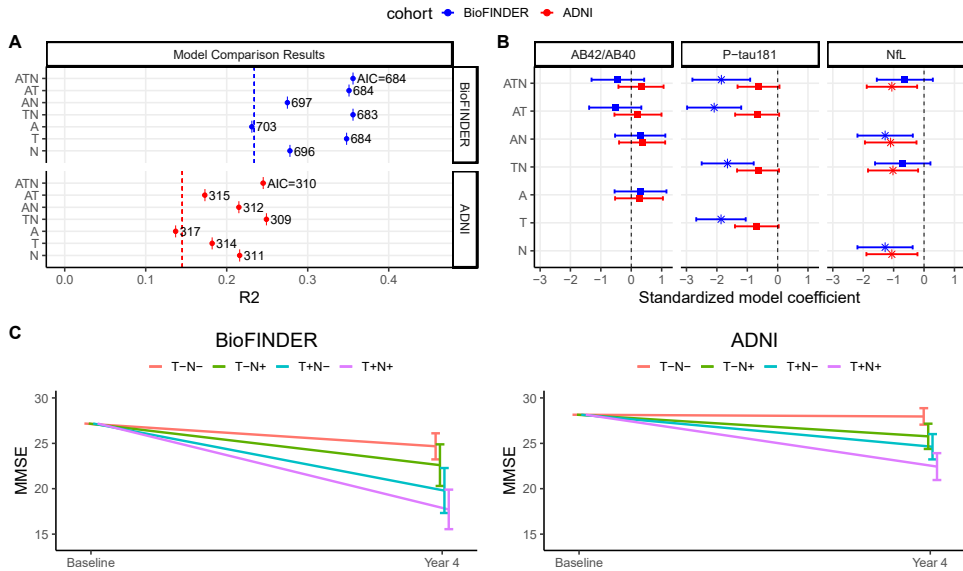 cohort BioFINDER ADNI
A
Model Comparison Results
ATN
AT
AN
TN
A
T
N
AIC=684
684
697
683
703
684
696
BioFINDER
ATN
AT
AN
TN
A
T
N
AIC=310
315
312
309
317
314
311
ADNI
0.0 0.1 0.2 0.3 0.4
R2
B
AB42/AB40 P−tau181 NfL
ATN
AT
AN
TN
A
T
N
−3 −2 −1 0 1 2 −3 −2 −1 0 1 2 −3 −2 −1 0 1 2
Standardized model coefficient
C
BioFINDER
T−N− T−N+ T+N− T+N+
MMSE
30
25
20
15
Baseline Year 4
ADNI
T−N− T−N+ T+N− T+N+
MMSE
30
25
20
15
Baseline Year 4